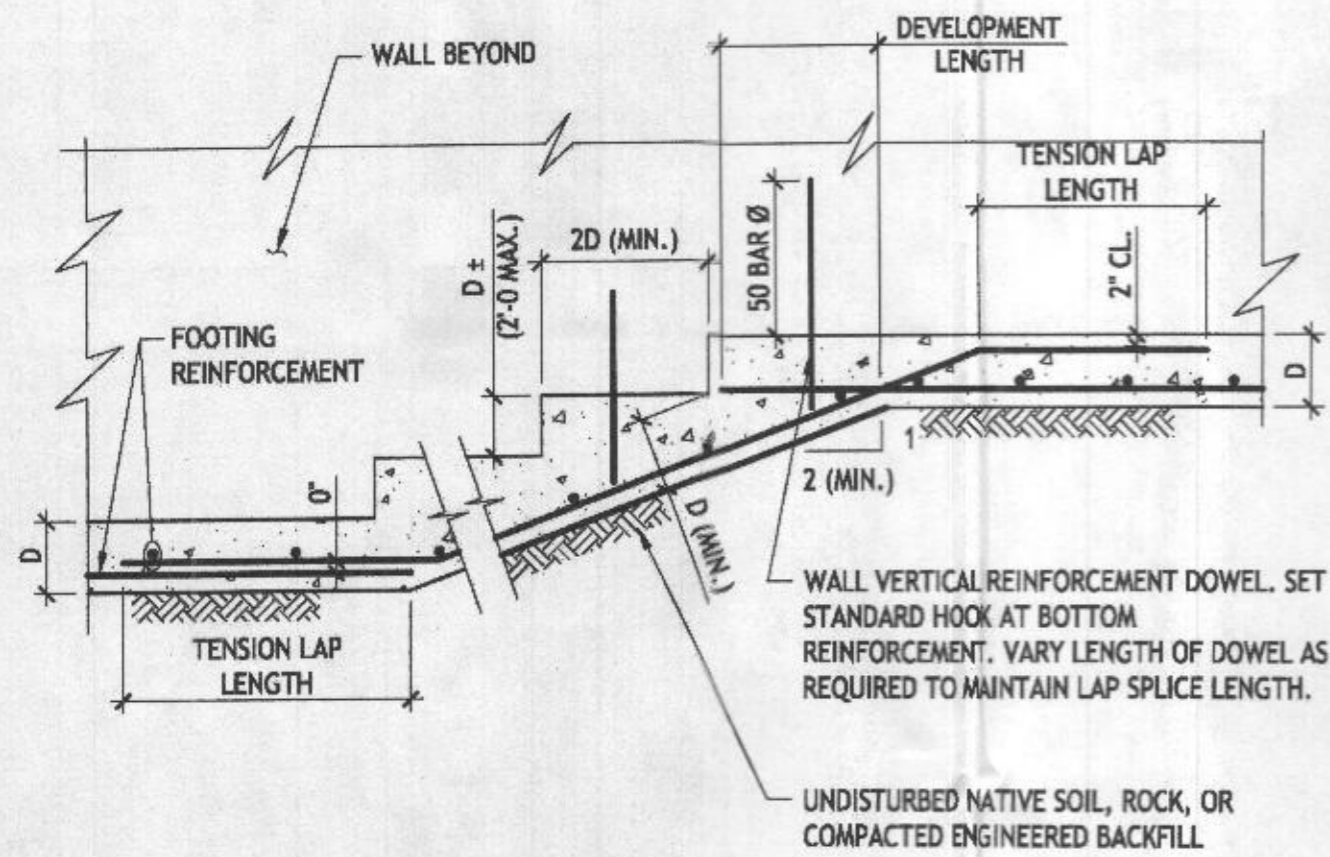 WALL BEYOND
DEVELOPMENT
LENGTH
TENSION LAP
LENGTH
2D (MIN.)
D ±
(2'-0 MAX.)
50 BAR Ø
2" CL.
FOOTING
REINFORCEMENT
D
1
2 (MIN.)
0"
D
D (MIN.)
TENSION LAP
LENGTH
WALL VERTICAL REINFORCEMENT DOWEL. SET
STANDARD HOOK AT BOTTOM
REINFORCEMENT. VARY LENGTH OF DOWEL AS
REQUIRED TO MAINTAIN LAP SPLICE LENGTH.
UNDISTURBED NATIVE SOIL, ROCK, OR
COMPACTED ENGINEERED BACKFILL